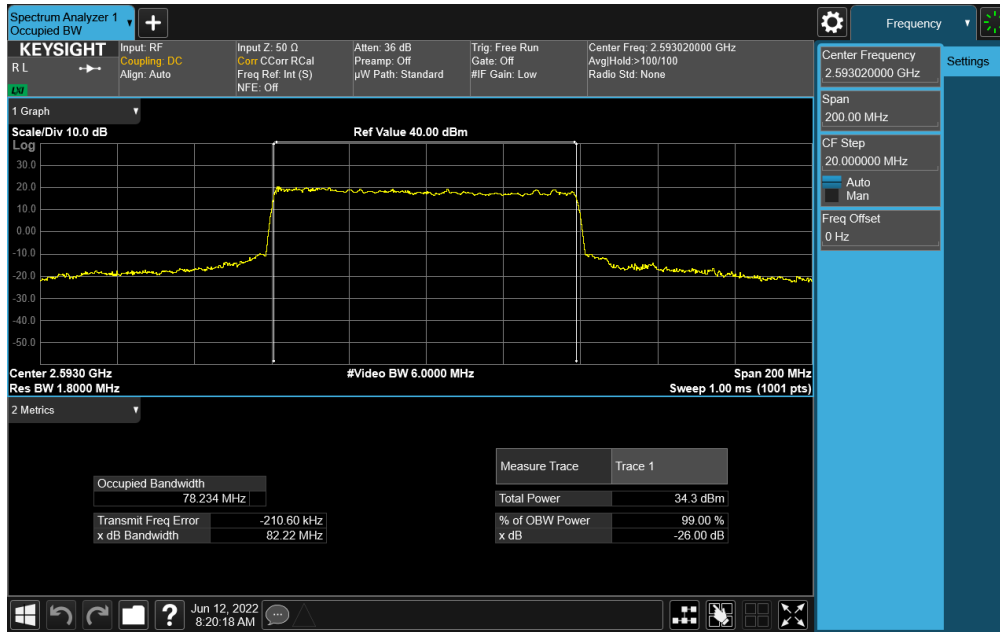 Spectrum Analyzer 1
Occupied BW
Frequency
KEYSIGHT
R L
LXI
Input: RF
Coupling: DC
Align: Auto
Input Z: 50 Ω
Corr CCorr RCal
Freq Ref: Int (S)
NFE: Off
Atten: 36 dB
Preamp: Off
µW Path: Standard
Trig: Free Run
Gate: Off
#IF Gain: Low
Center Freq: 2.593020000 GHz
Avg|Hold:>100/100
Radio Std: None
Center Frequency
2.593020000 GHz
Settings
Span
200.00 MHz
CF Step
20.000000 MHz
Auto
Man
Freq Offset
0 Hz
1 Graph
Scale/Div 10.0 dB
Ref Value 40.00 dBm
Log
30.0
20.0
10.0
0.00
-10.0
-20.0
-30.0
-40.0
-50.0
Center 2.5930 GHz
#Video BW 6.0000 MHz
Span 200 MHz
Res BW 1.8000 MHz
Sweep 1.00 ms (1001 pts)
2 Metrics
Measure Trace Trace 1
Occupied Bandwidth
78.234 MHz
Total Power 34.3 dBm
Transmit Freq Error -210.60 kHz
% of OBW Power 99.00 %
x dB Bandwidth 82.22 MHz
x dB -26.00 dB
?
Jun 12, 2022
8:20:18 AM